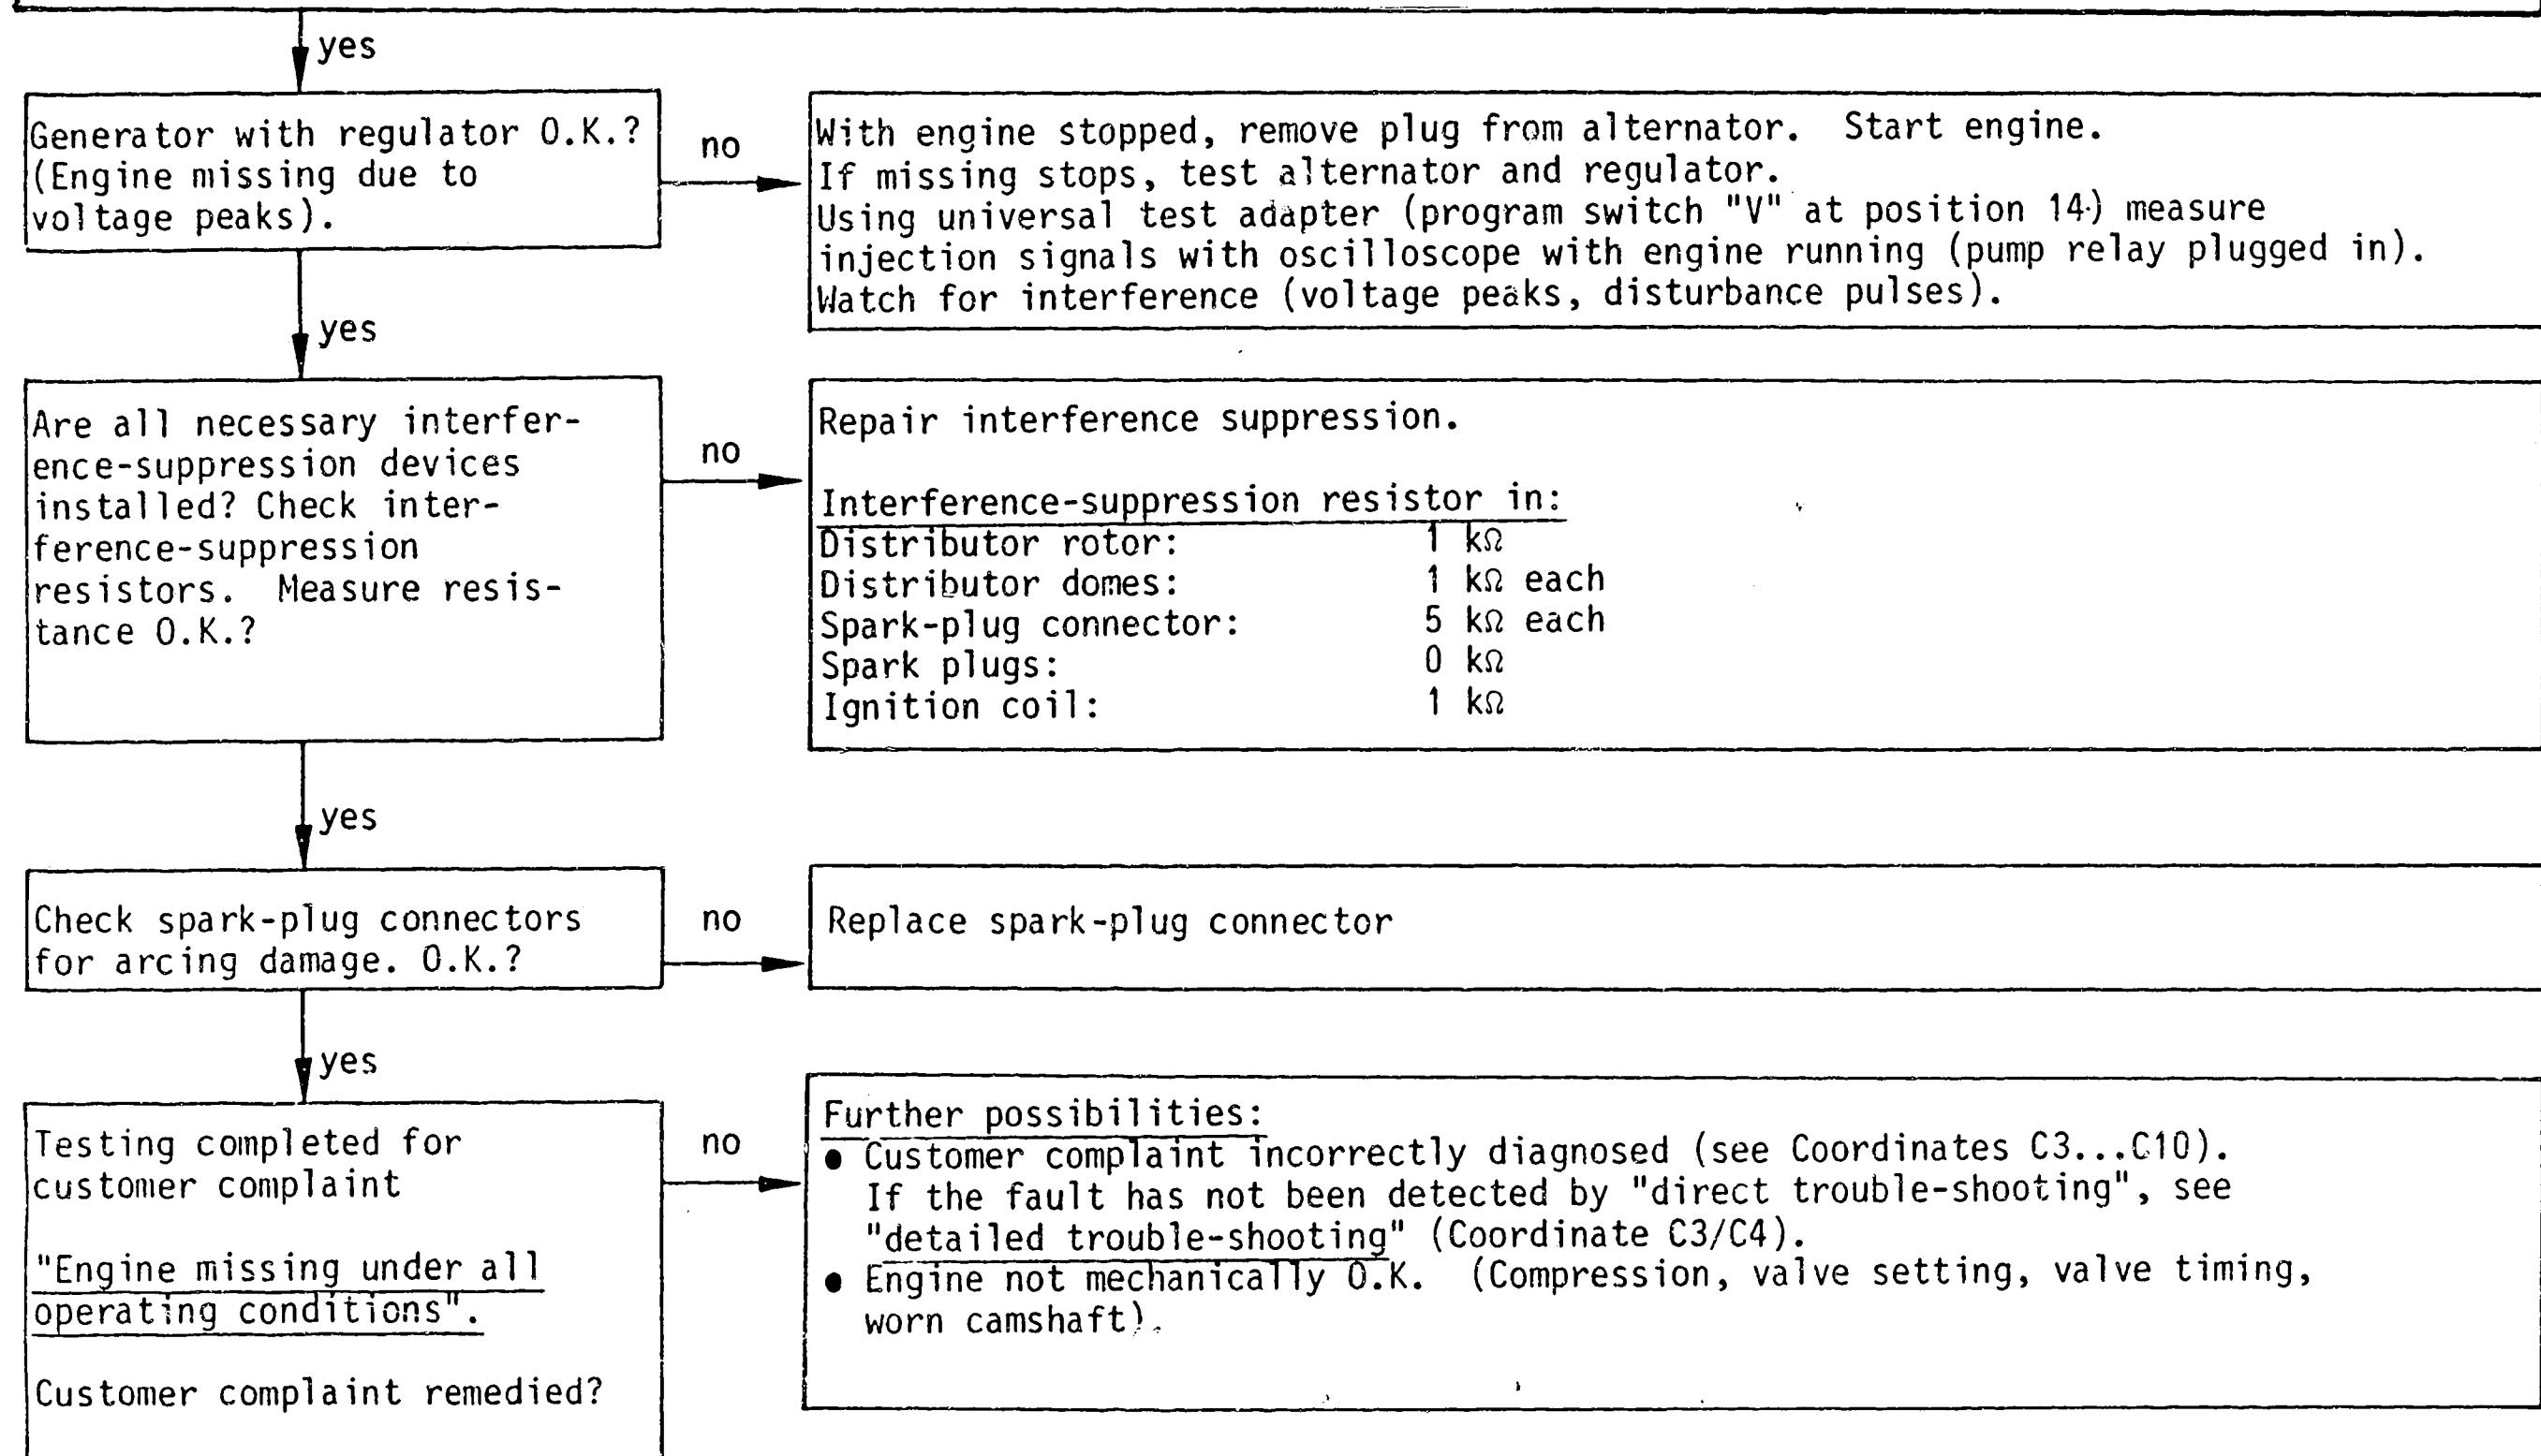 yes
Generator with regulator O.K.?
(Engine missing due to
voltage peaks).
no
With engine stopped, remove plug from alternator. Start engine.
If missing stops, test alternator and regulator.
Using universal test adapter (program switch "V" at position 14) measure
injection signals with oscilloscope with engine running (pump relay plugged in).
Watch for interference (voltage peaks, disturbance pulses).
yes
Are all necessary interfer-
ence-suppression devices
installed? Check inter-
ference-suppression
resistors. Measure resis-
tance O.K.?
no
Repair interference suppression.
Interference-suppression resistor in:
Distributor rotor: 1 kΩ
Distributor domes: 1 kΩ each
Spark-plug connector: 5 kΩ each
Spark plugs: 0 kΩ
Ignition coil: 1 kΩ
yes
Check spark-plug connectors
for arcing damage. O.K.?
no
Replace spark-plug connector
yes
Testing completed for
customer complaint
"Engine missing under all
operating conditions".
Customer complaint remedied?
no
Further possibilities:
● Customer complaint incorrectly diagnosed (see Coordinates C3...C10).
If the fault has not been detected by "direct trouble-shooting", see
"detailed trouble-shooting" (Coordinate C3/C4).
● Engine not mechanically O.K. (Compression, valve setting, valve timing,
worn camshaft).